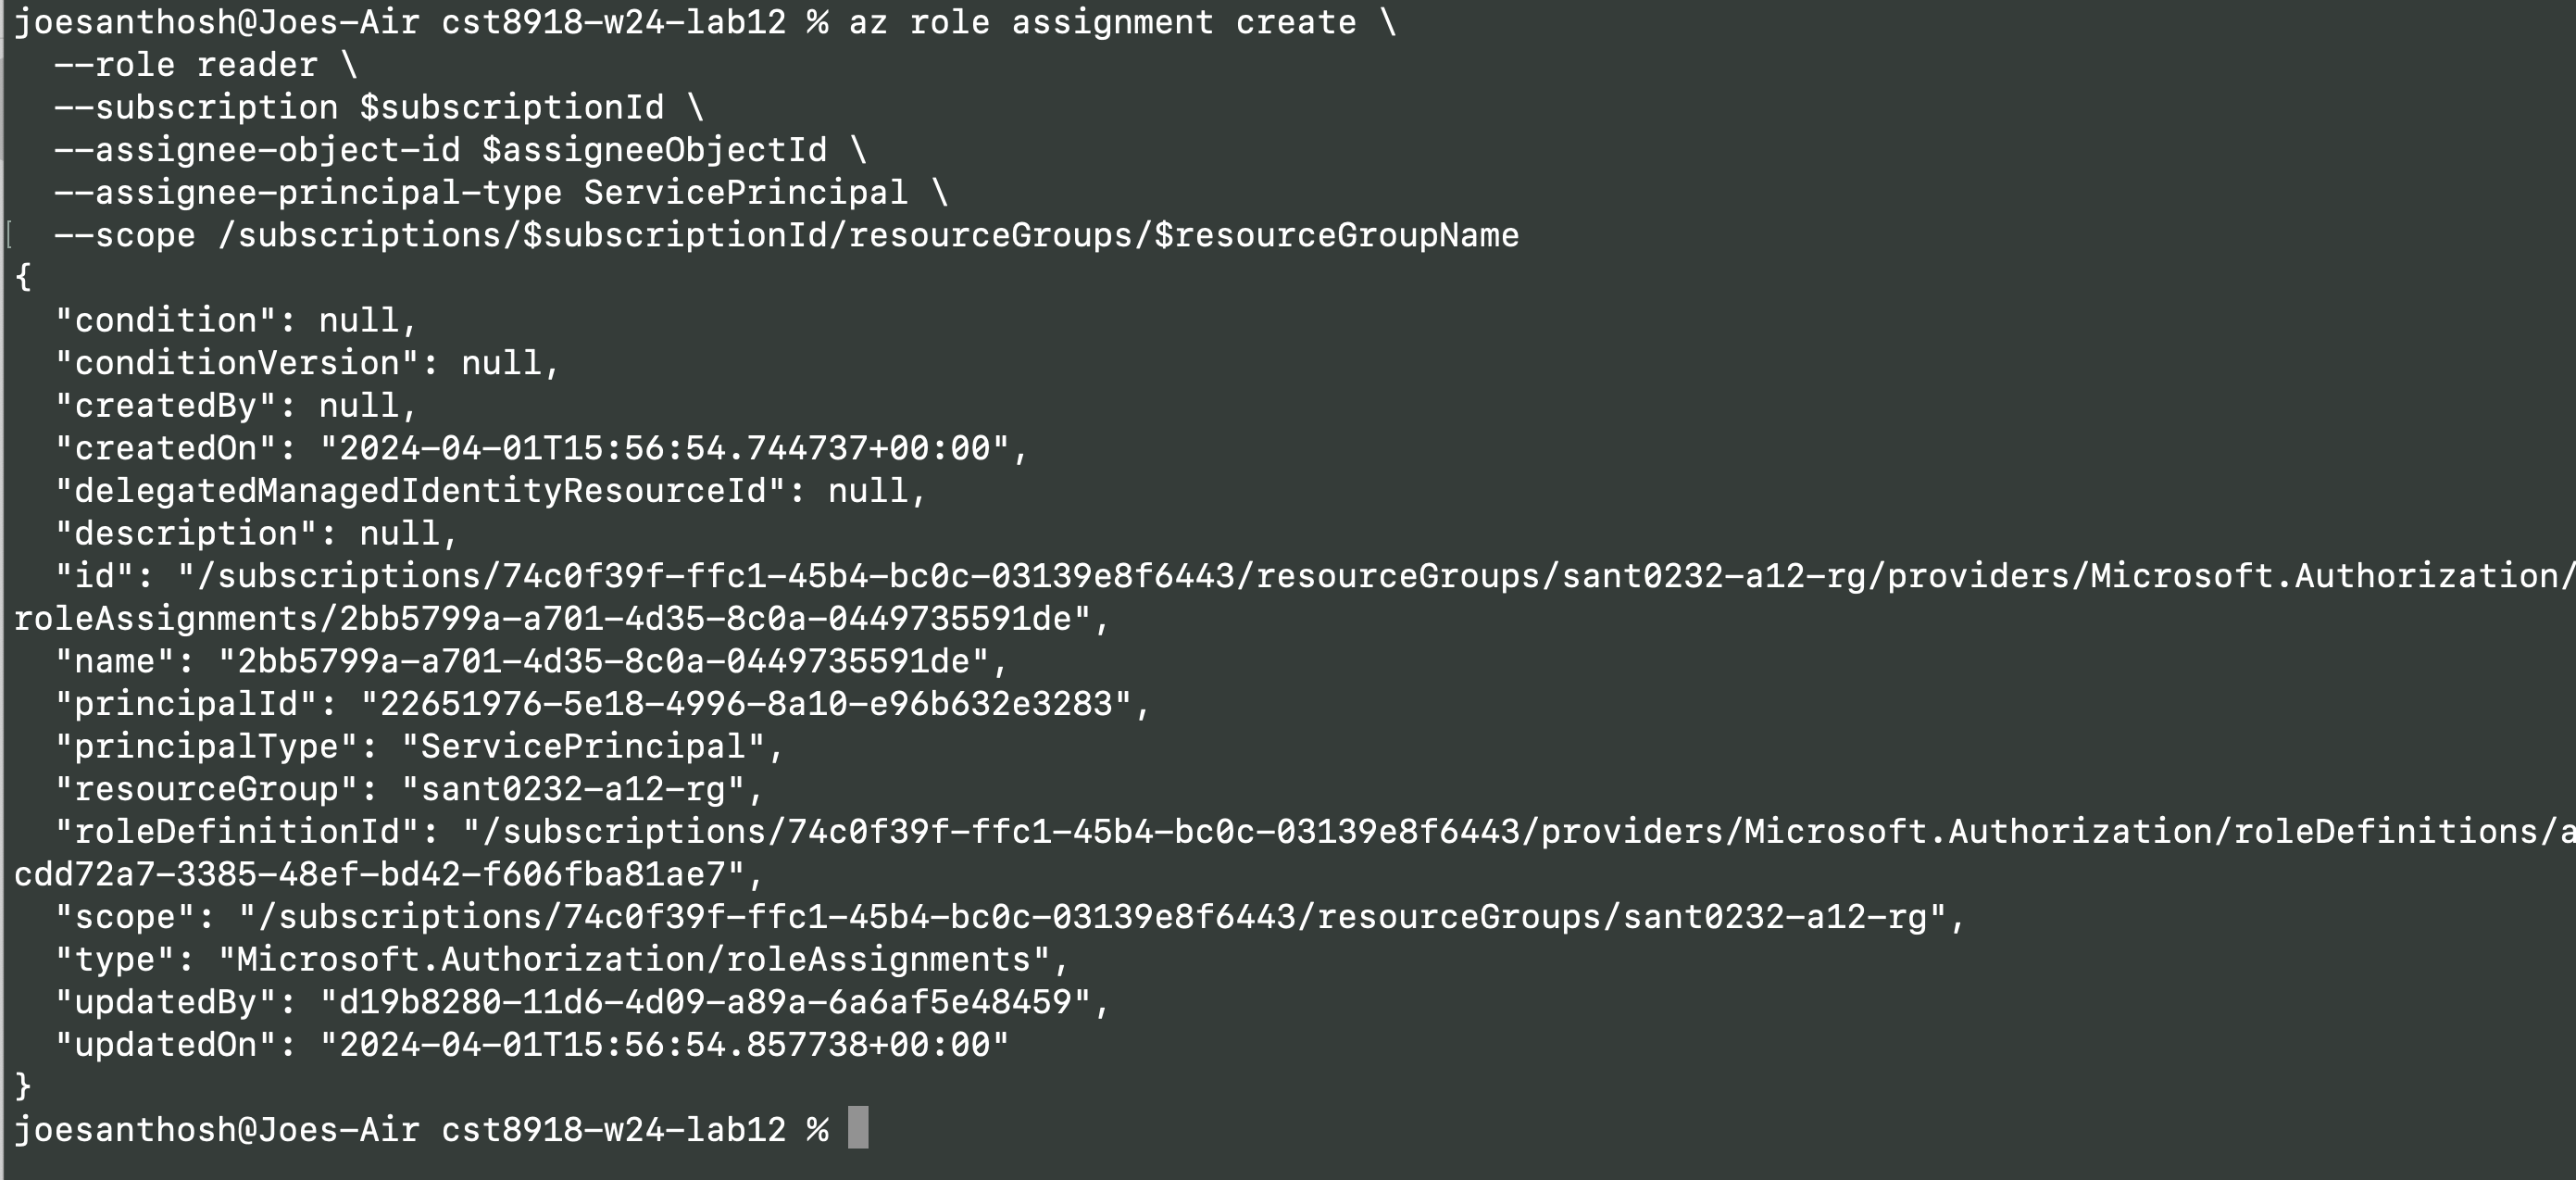 joesanthosh@Joes-Air cst8918-w24-lab12 % az role assignment create \
  --role reader \
  --subscription $subscriptionId \
  --assignee-object-id $assigneeObjectId \
  --assignee-principal-type ServicePrincipal \
[  --scope /subscriptions/$subscriptionId/resourceGroups/$resourceGroupName
{
  "condition": null,
  "conditionVersion": null,
  "createdBy": null,
  "createdOn": "2024-04-01T15:56:54.744737+00:00",
  "delegatedManagedIdentityResourceId": null,
  "description": null,
  "id": "/subscriptions/74c0f39f-ffc1-45b4-bc0c-03139e8f6443/resourceGroups/sant0232-a12-rg/providers/Microsoft.Authorization/
roleAssignments/2bb5799a-a701-4d35-8c0a-0449735591de",
  "name": "2bb5799a-a701-4d35-8c0a-0449735591de",
  "principalId": "22651976-5e18-4996-8a10-e96b632e3283",
  "principalType": "ServicePrincipal",
  "resourceGroup": "sant0232-a12-rg",
  "roleDefinitionId": "/subscriptions/74c0f39f-ffc1-45b4-bc0c-03139e8f6443/providers/Microsoft.Authorization/roleDefinitions/a
cdd72a7-3385-48ef-bd42-f606fba81ae7",
  "scope": "/subscriptions/74c0f39f-ffc1-45b4-bc0c-03139e8f6443/resourceGroups/sant0232-a12-rg",
  "type": "Microsoft.Authorization/roleAssignments",
  "updatedBy": "d19b8280-11d6-4d09-a89a-6a6af5e48459",
  "updatedOn": "2024-04-01T15:56:54.857738+00:00"
}
joesanthosh@Joes-Air cst8918-w24-lab12 %